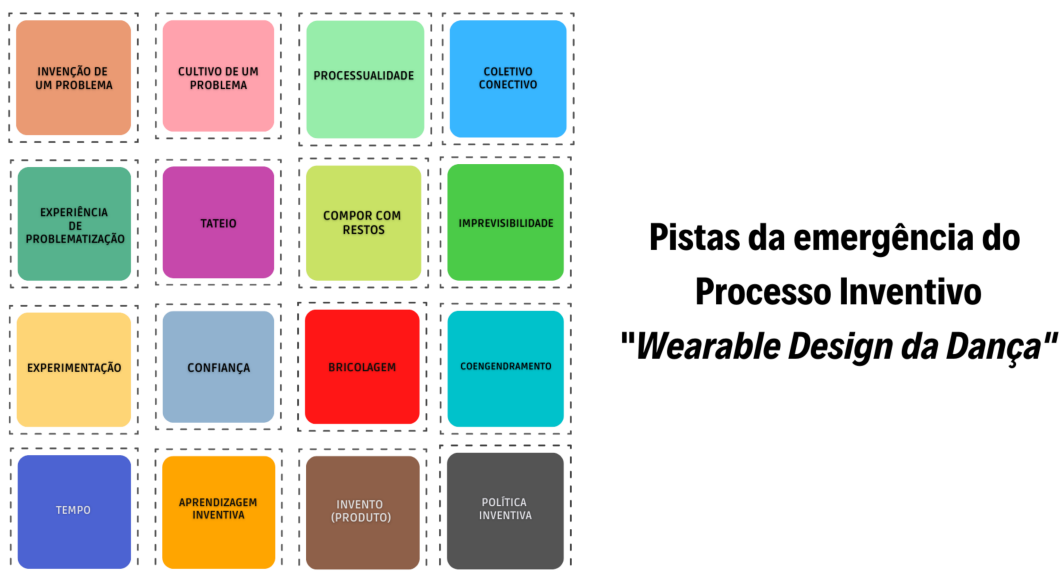 INVENÇÃO DE
UM PROBLEMA
CULTIVO DE UM
PROBLEMA
PROCESSUALIDADE
COLETIVO
CONECTIVO
EXPERIÊNCIA
DE
PROBLEMATIZAÇÃO
TATEIO
COMPOR COM
RESTOS
IMPREVISIBILIDADE
EXPERIMENTAÇÃO
CONFIANÇA
BRICOLAGEM
COENGENDRAMENTO
TEMPO
APRENDIZAGEM
INVENTIVA
INVENTO
(PRODUTO)
POLÍTICA
INVENTIVA
Pistas da emergência do
Processo Inventivo
"Wearable Design da Dança"